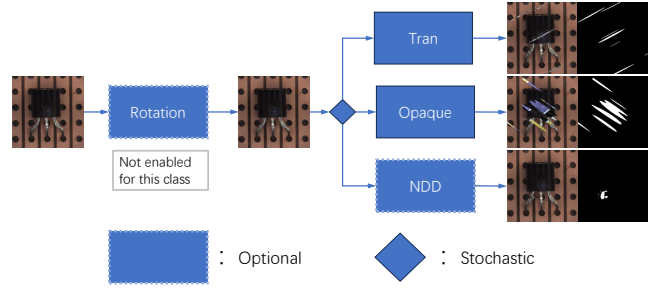 Tran
Rotation
Opaque
Not enabled
for this class
NDD
: Optional
: Stochastic